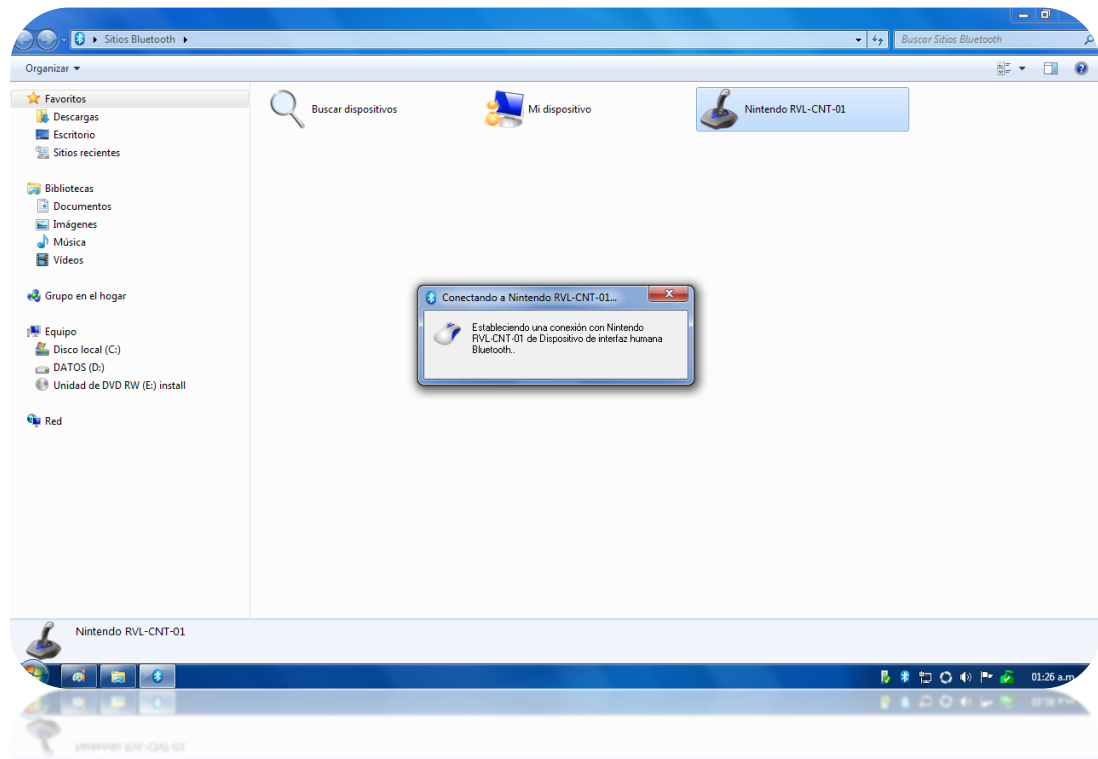 Sitios Bluetooth
Buscar Sitios Bluetooth
Organizar
Favoritos
Descargas
Escritorio
Sitios recientes
Bibliotecas
Documentos
Imágenes
Música
Vídeos
Grupo en el hogar
Equipo
Disco local (C:)
DATOS (D:)
Unidad de DVD RW (E:) install
Red
Buscar dispositivos
Mi dispositivo
Nintendo RVL-CNT-01
Conectando a Nintendo RVL-CNT-01...
Estableciendo una conexión con Nintendo
RVL-CNT-01 de Dispositivo de interfaz humana
Bluetooth..
Nintendo RVL-CNT-01
01:26 a.m.